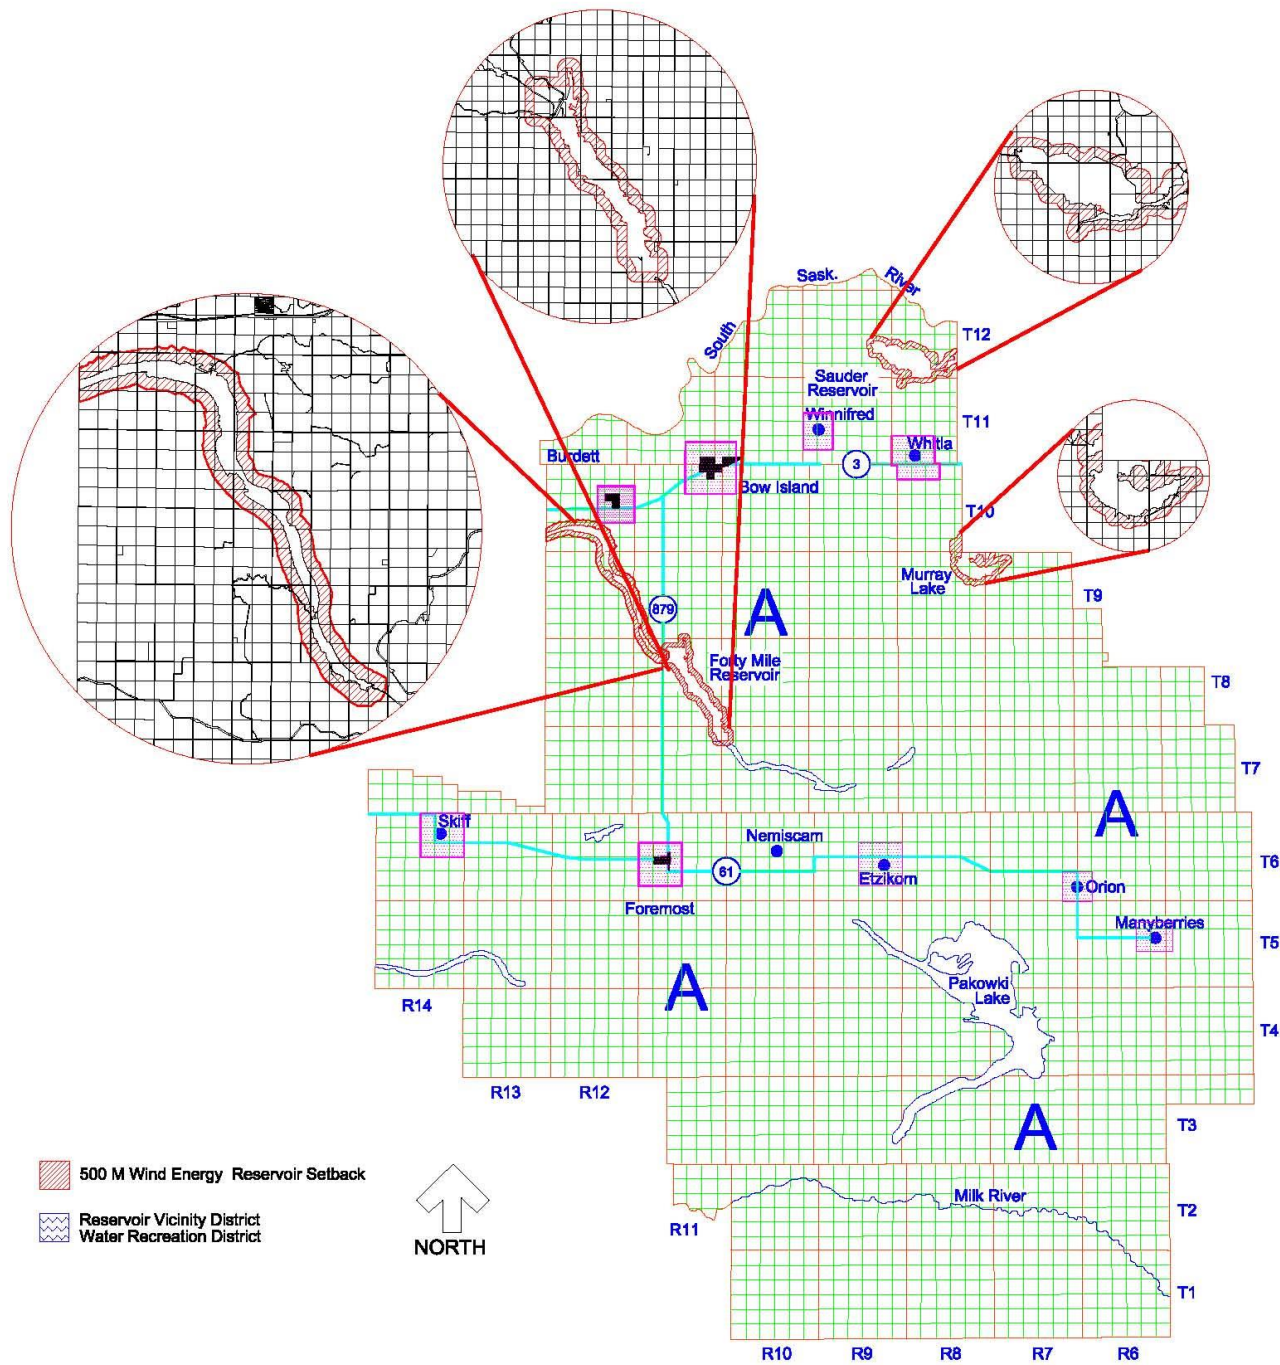 Sask.
River
South
T12
Sauder
Reservoir
Winnifred
T11
Whitla
Burdett
3
Bow Island
T10
Murray
Lake
T9
879
A
Forty Mile
Reservoir
T8
T7
A
Skiff
Nemiscam
T6
61
Etzikom
Orion
Foremost
Manyberries
T5
A
Pakowki
Lake
R14
T4
R13
R12
A
T3
500 M Wind Energy Reservoir Setback
Reservoir Vicinity District
Water Recreation District
NORTH
Milk River
T2
R11
T1
R10
R9
R8
R7
R6